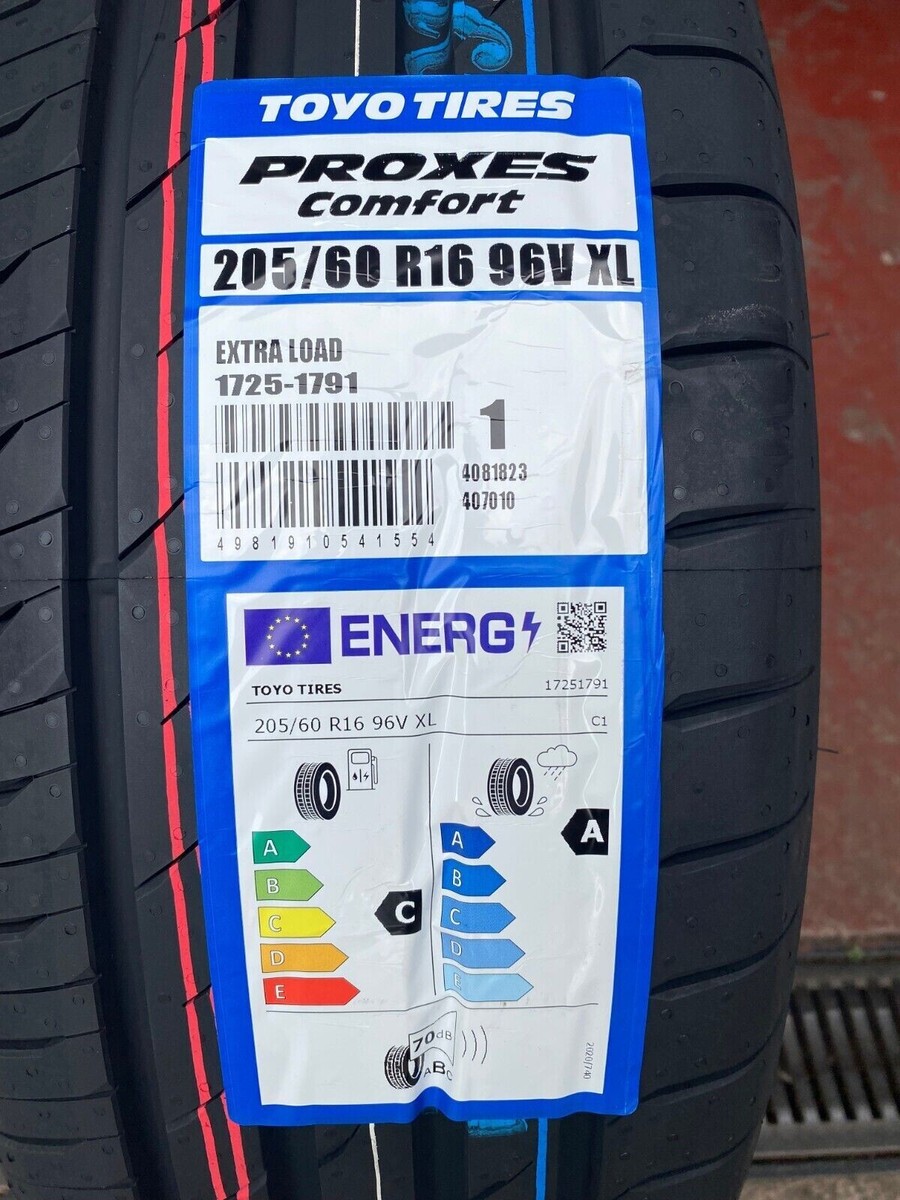 TOYO TIRES
PROXES
Comfort
205/60 R16 96V XL
EXTRA LOAD
1725-1791
1
4081823
407010
4981910541554
ENERG
TOYO TIRES 17251791
205/60 R16 96V XL C1
A
B
C
D
E
C
A
B
C
D
E
A
70dB
ABC
2020/740